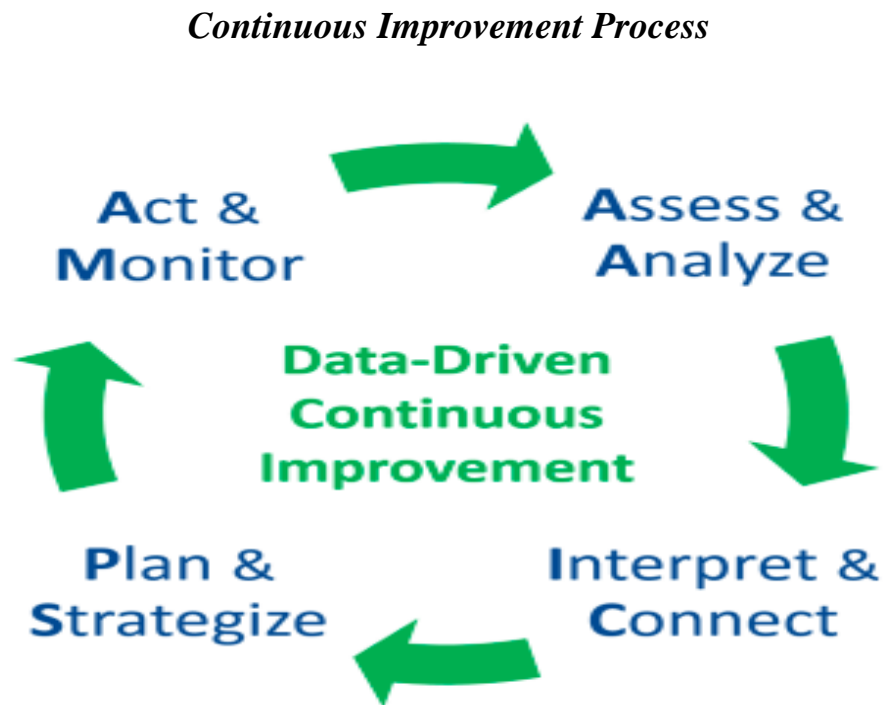 Continuous Improvement Process
Act &
Monitor
Assess &
Analyze
Data-Driven
Continuous
Improvement
Plan &
Strategize
Interpret &
Connect